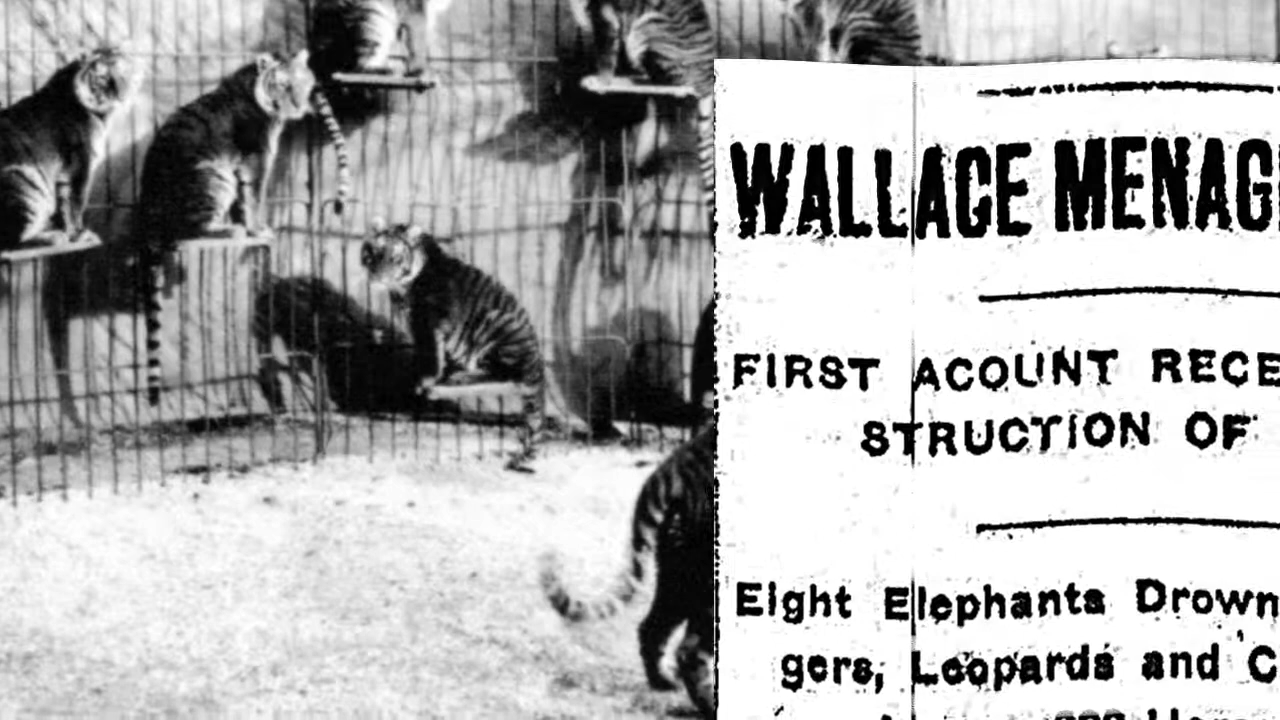 WALLACE MENAG
FIRST ACOUNT RECE
STRUCTION OF
Eight Elephants Drown
gers, Leopards and C